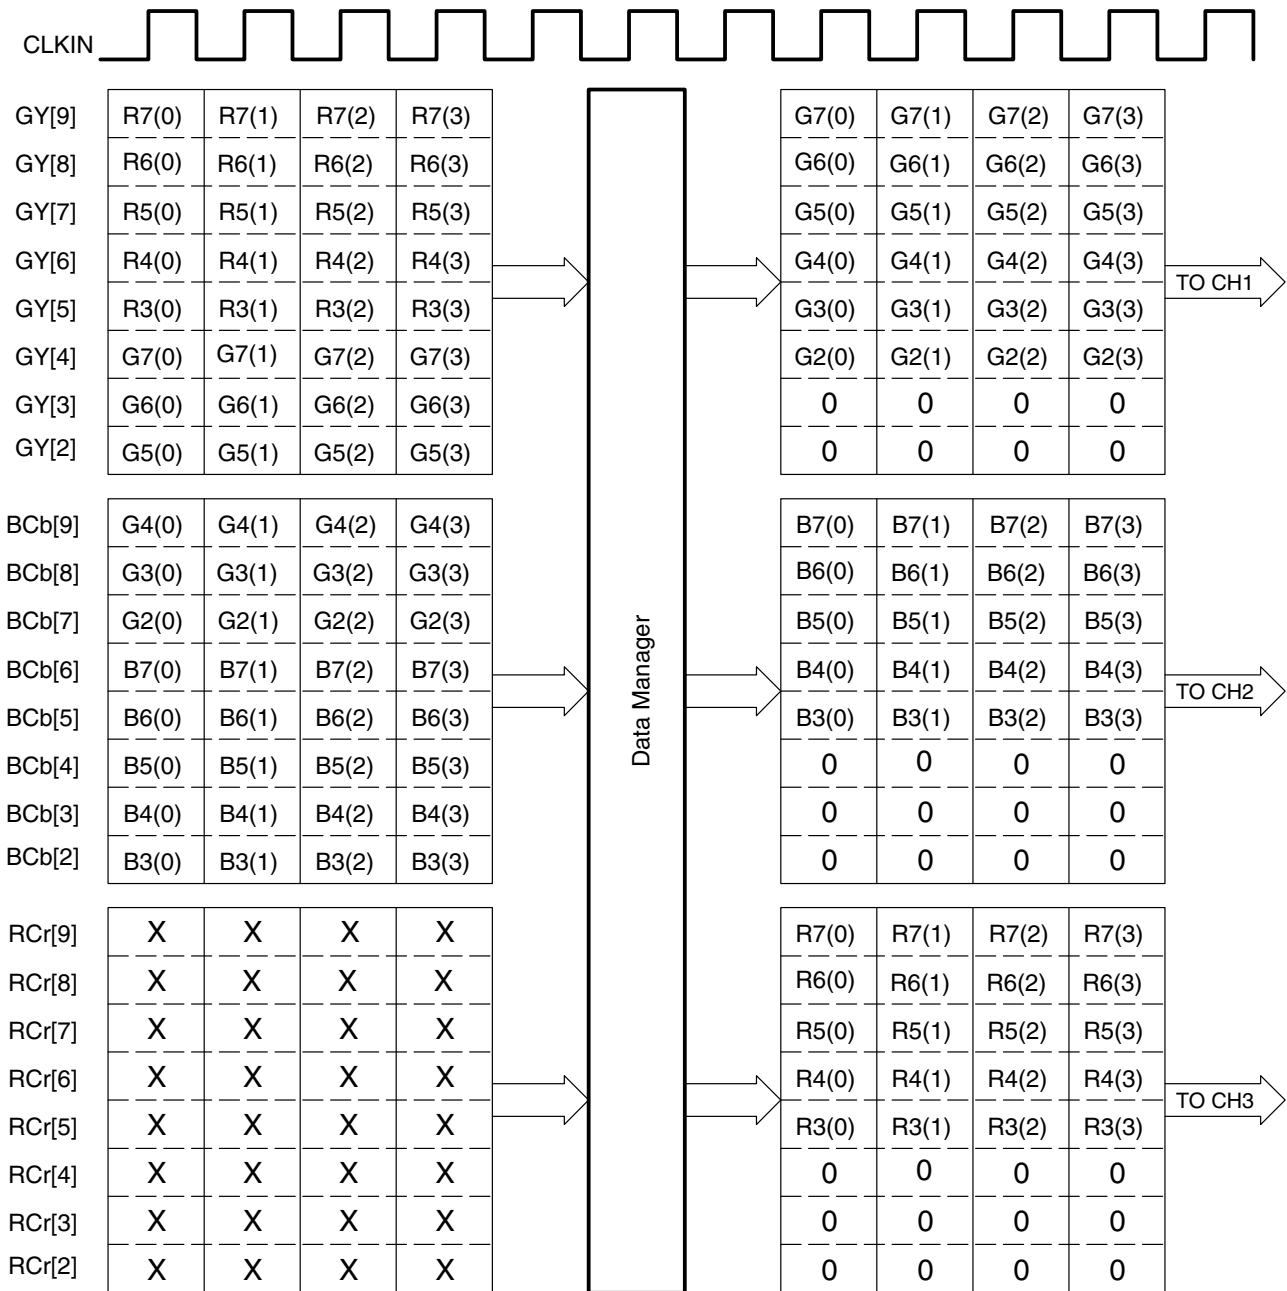 CLKIN
GY[9] R7(0) R7(1) R7(2) R7(3) G7(0) G7(1) G7(2) G7(3)
GY[8] R6(0) R6(1) R6(2) R6(3) G6(0) G6(1) G6(2) G6(3)
GY[7] R5(0) R5(1) R5(2) R5(3) G5(0) G5(1) G5(2) G5(3)
GY[6] R4(0) R4(1) R4(2) R4(3) G4(0) G4(1) G4(2) G4(3)
TO CH1
GY[5] R3(0) R3(1) R3(2) R3(3) G3(0) G3(1) G3(2) G3(3)
GY[4] G7(0) G7(1) G7(2) G7(3) G2(0) G2(1) G2(2) G2(3)
GY[3] G6(0) G6(1) G6(2) G6(3) 0 0 0 0
GY[2] G5(0) G5(1) G5(2) G5(3) 0 0 0 0
BCb[9] G4(0) G4(1) G4(2) G4(3) B7(0) B7(1) B7(2) B7(3)
BCb[8] G3(0) G3(1) G3(2) G3(3) B6(0) B6(1) B6(2) B6(3)
BCb[7] G2(0) G2(1) G2(2) G2(3) B5(0) B5(1) B5(2) B5(3)
BCb[6] B7(0) B7(1) B7(2) B7(3) B4(0) B4(1) B4(2) B4(3)
Data Manager
TO CH2
BCb[5] B6(0) B6(1) B6(2) B6(3) B3(0) B3(1) B3(2) B3(3)
BCb[4] B5(0) B5(1) B5(2) B5(3) 0 0 0 0
BCb[3] B4(0) B4(1) B4(2) B4(3) 0 0 0 0
BCb[2] B3(0) B3(1) B3(2) B3(3) 0 0 0 0
RCr[9] X X X X R7(0) R7(1) R7(2) R7(3)
RCr[8] X X X X R6(0) R6(1) R6(2) R6(3)
RCr[7] X X X X R5(0) R5(1) R5(2) R5(3)
RCr[6] X X X X R4(0) R4(1) R4(2) R4(3)
TO CH3
RCr[5] X X X X R3(0) R3(1) R3(2) R3(3)
RCr[4] X X X X 0 0 0 0
RCr[3] X X X X 0 0 0 0
RCr[2] X X X X 0 0 0 0